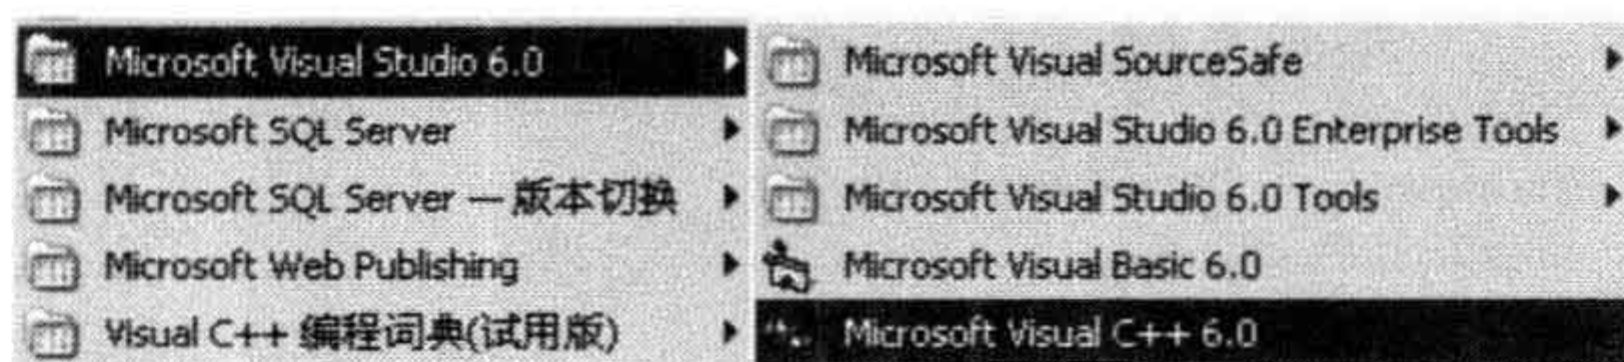 Microsoft Visual Studio 6.0
Microsoft SQL Server
Microsoft SQL Server — 版本切换
Microsoft Web Publishing
Visual C++ 编程词典(试用版)
Microsoft Visual SourceSafe
Microsoft Visual Studio 6.0 Enterprise Tools
Microsoft Visual Studio 6.0 Tools
Microsoft Visual Basic 6.0
Microsoft Visual C++ 6.0